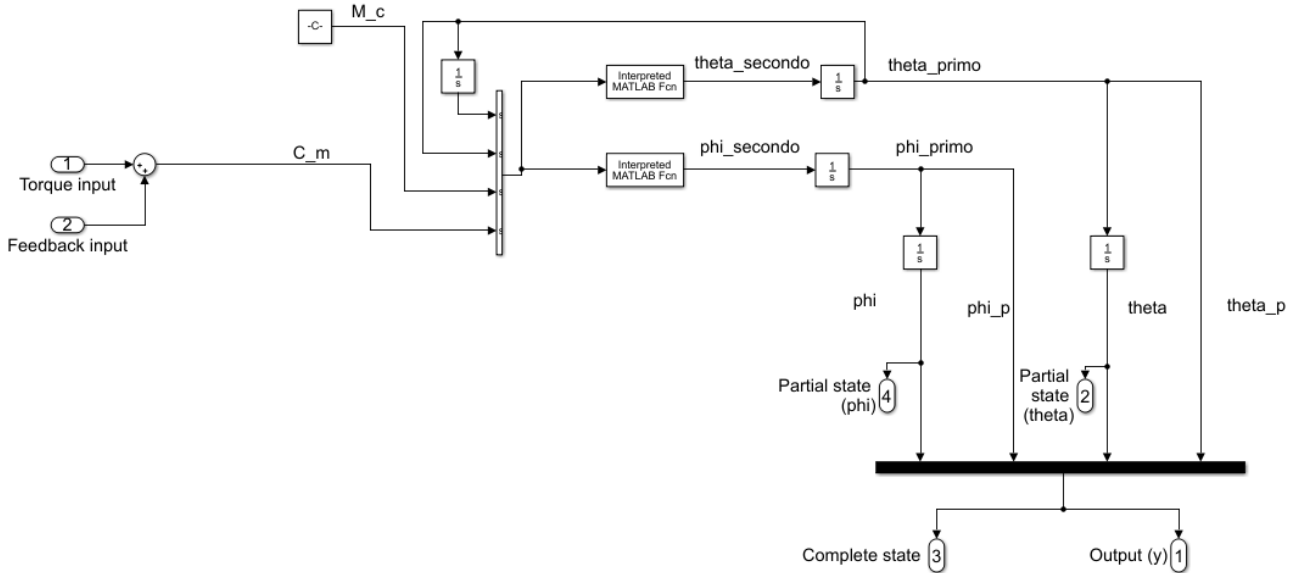 M_c
-C-
1
s
Interpreted
MATLAB Fcn
theta_secondo
1
s
theta_primo
1
Torque input
+
+
C_m
2
Feedback input
Interpreted
MATLAB Fcn
phi_secondo
1
s
phi_primo
1
s
1
s
phi
phi_p
theta
theta_p
Partial state
(phi)
4
Partial
state
(theta)
2
Complete state
3
Output (y)
1